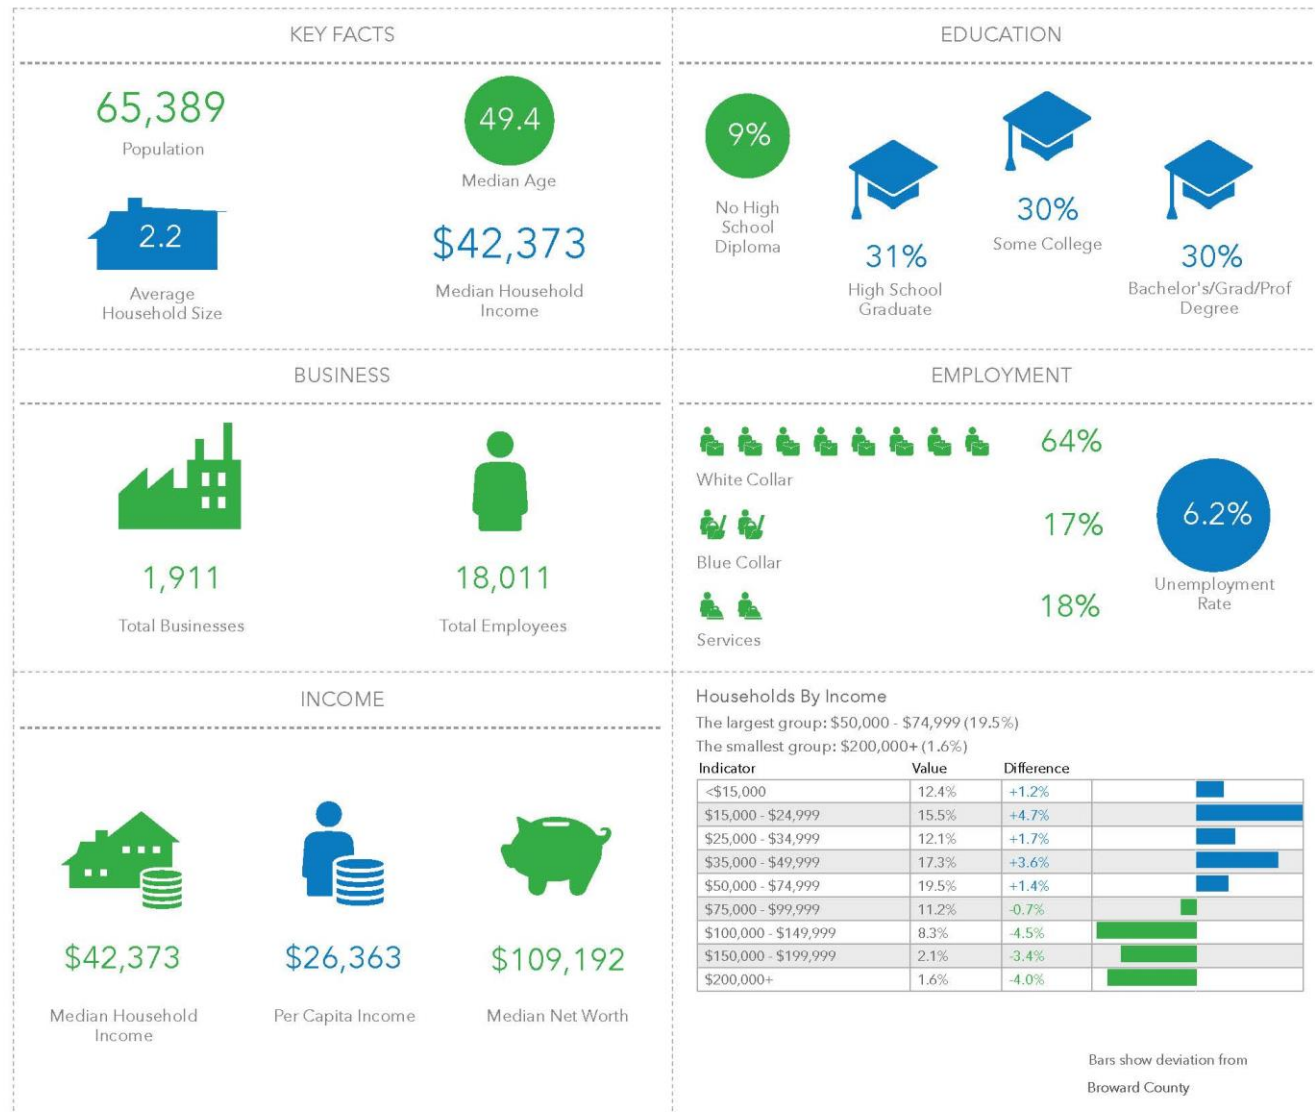 KEY FACTS
65,389
Population
49.4
Median Age
2.2
Average
Household Size
$42,373
Median Household
Income
EDUCATION
9%
No High
School
Diploma
31%
High School
Graduate
30%
Some College
30%
Bachelor's/Grad/Prof
Degree
BUSINESS
1,911
Total Businesses
18,011
Total Employees
EMPLOYMENT
64%
White Collar
17%
Blue Collar
18%
Services
6.2%
Unemployment
Rate
INCOME
$42,373
Median Household
Income
$26,363
Per Capita Income
$109,192
Median Net Worth
Households By Income
The largest group: $50,000 - $74,999 (19.5%)
The smallest group: $200,000+ (1.6%)
Indicator Value Difference
<$15,000 12.4% +1.2%
$15,000 - $24,999 15.5% +4.7%
$25,000 - $34,999 12.1% +1.7%
$35,000 - $49,999 17.3% +3.6%
$50,000 - $74,999 19.5% +1.4%
$75,000 - $99,999 11.2% -0.7%
$100,000 - $149,999 8.3% -4.5%
$150,000 - $199,999 2.1% -3.4%
$200,000+ 1.6% -4.0%
Bars show deviation from
Broward County